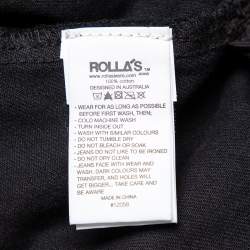 ROLLA'S
www.rollasjeans.com
100% cotton
DESIGNED IN AUSTRALIA
- WEAR FOR AS LONG AS POSSIBLE
BEFORE FIRST WASH, THEN;
- COLD MACHINE WASH
- TURN INSIDE OUT
- WASH WITH SIMILAR COLOURS
- DO NOT TUMBLE DRY
- DO NOT BLEACH OR SOAK
- JEANS DO NOT LIKE TO BE IRONED
- DO NOT DRY CLEAN
- JEANS FADE WITH WEAR AND
WASH, DARK COLOURS MAY
TRANSFER, AND HOLES WILL
GET BIGGER... TAKE CARE AND
BE AWARE
MADE IN CHINA